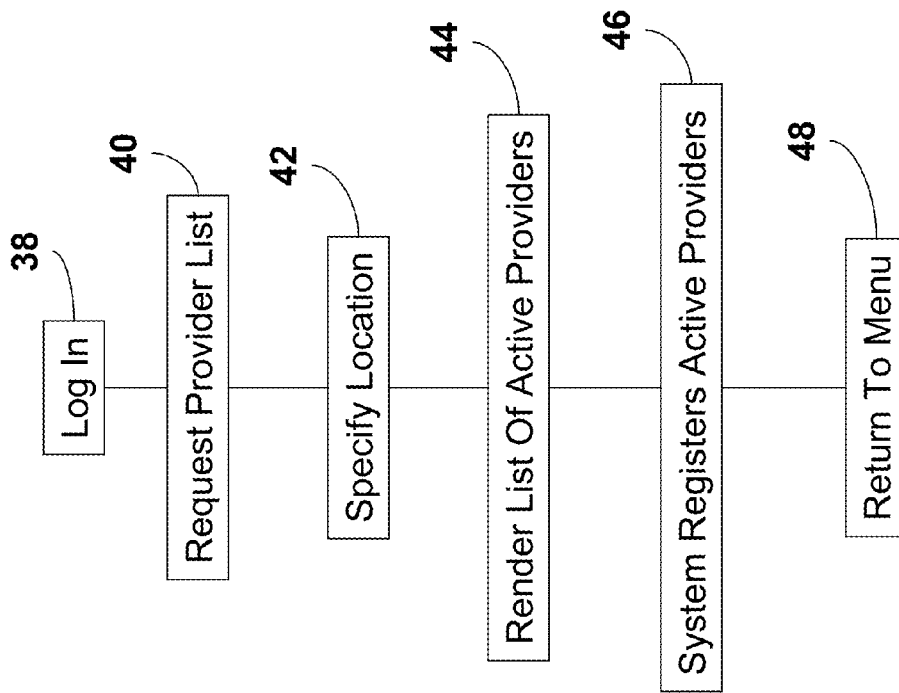 38
Log In
40
Request Provider List
42
Specify Location
44
Render List Of Active Providers
46
System Registers Active Providers
48
Return To Menu